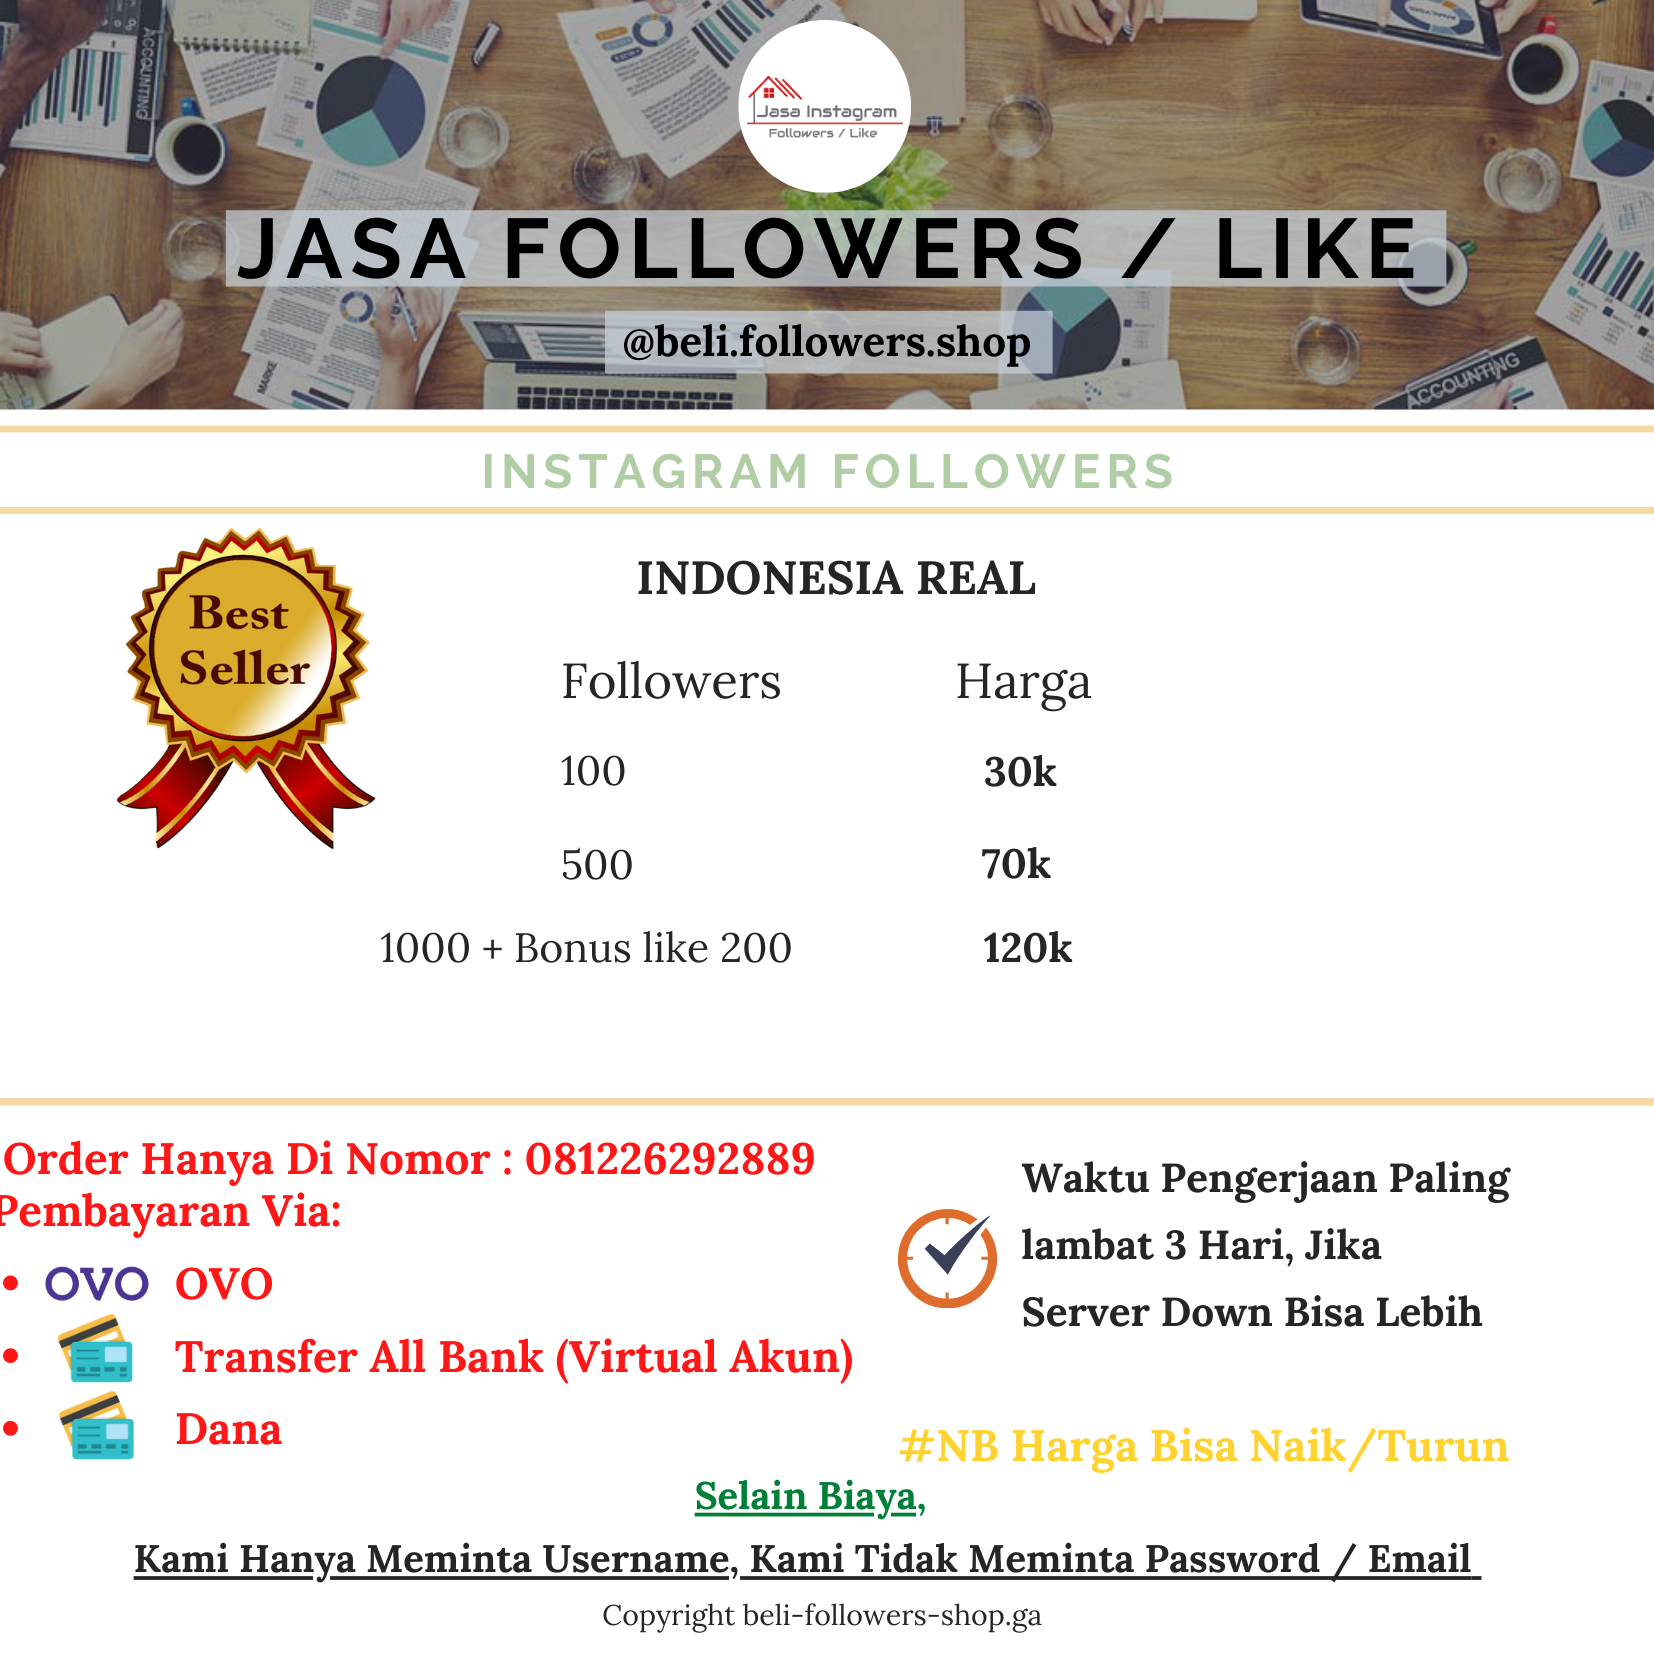 ACCOUNTING
Jasa Instagram
Followers / Like
JASA FOLLOWERS / LIKE
@beli.followers.shop
MARKE
ACCOUNTING
INSTAGRAM FOLLOWERS
Best
Seller
INDONESIA REAL
Followers Harga
100 30k
500 70k
1000 + Bonus like 200 120k
Order Hanya Di Nomor : 081226292889
Pembayaran Via:
OVO OVO
Transfer All Bank (Virtual Akun)
Dana
Waktu Pengerjaan Paling
lambat 3 Hari, Jika
Server Down Bisa Lebih
#NB Harga Bisa Naik/Turun
Selain Biaya,
Kami Hanya Meminta Username, Kami Tidak Meminta Password / Email
Copyright beli-followers-shop.ga